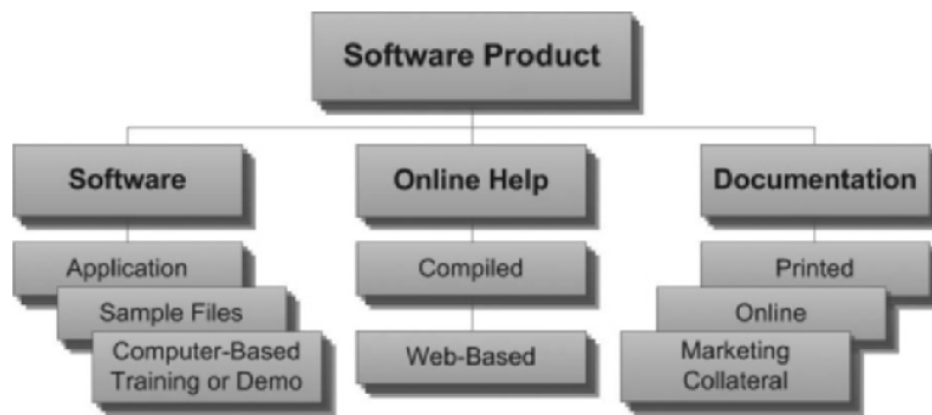 Software Product
Software
Online Help
Documentation
Application
Compiled
Printed
Sample Files
Online
Computer-Based
Training or Demo
Web-Based
Marketing
Collateral